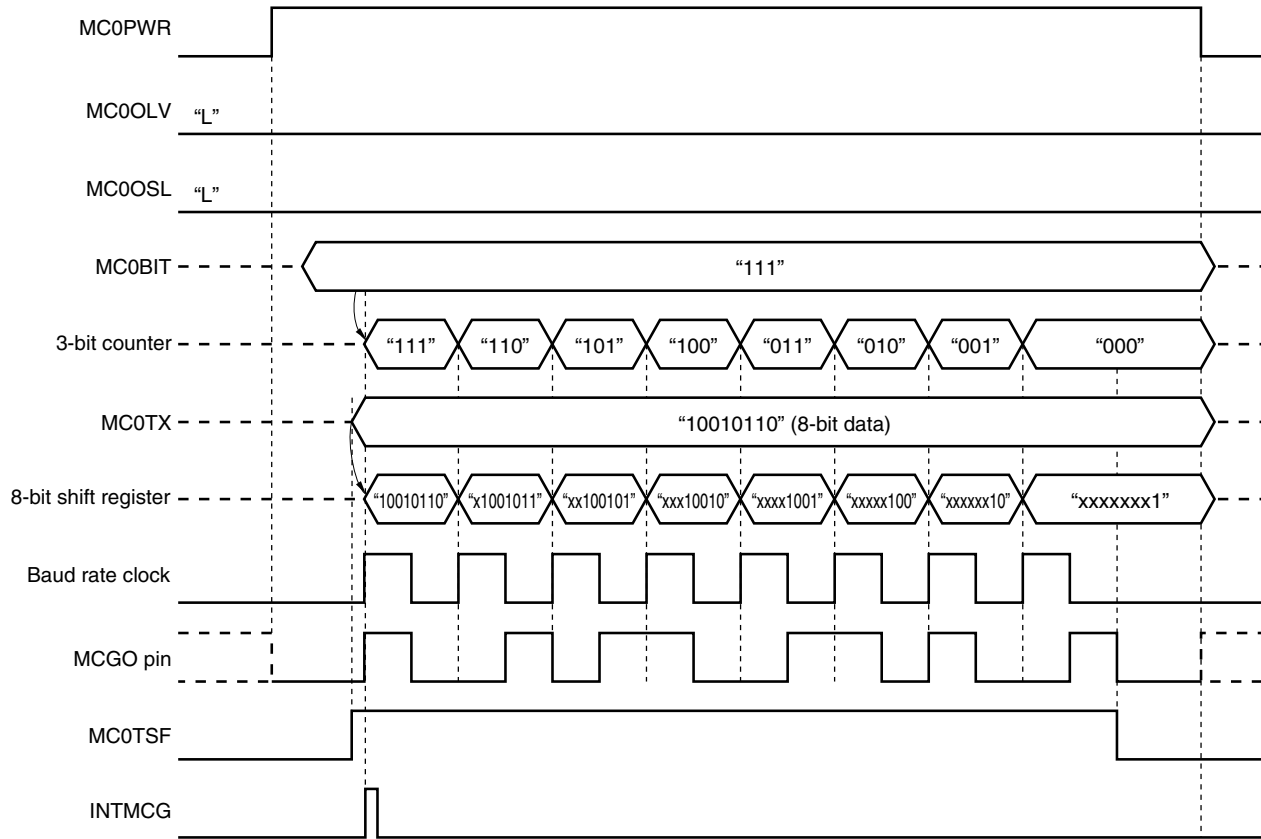 MC0PWR
MC0OLV “L”
MC0OSL “L”
MC0BIT “111”
3-bit counter “111” “110” “101” “100” “011” “010” “001” “000”
MC0TX “10010110” (8-bit data)
8-bit shift register “10010110” “x1001011” “xx100101” “xxx10010” “xxxx1001” “xxxxx100” “xxxxxx10” “xxxxxxx1”
Baud rate clock
MCGO pin
MC0TSF
INTMCG